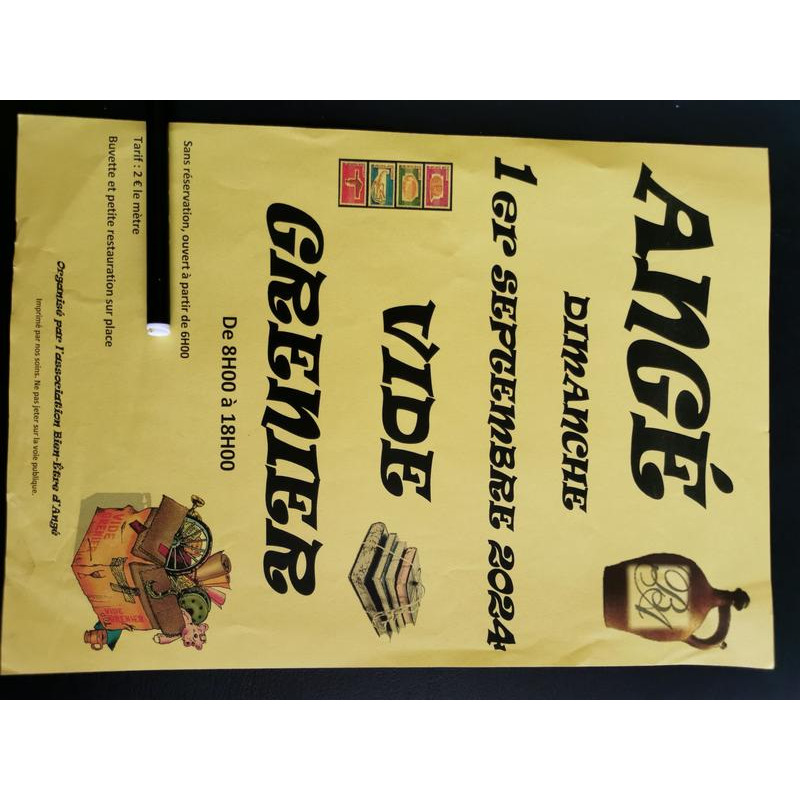 ANGÉ
DIMANCHE
1er SEPTEMBRE 2024
VIDE
GRENIER
De 8H00 à 18H00
Sans réservation, ouvert à partir de 6H00
Tarif : 2 € le mètre
Buvette et petite restauration sur place
Organisé par l'association Bien-Être d'Angé
Imprimé par nos soins. Ne pas jeter sur la voie publique.
VIDE